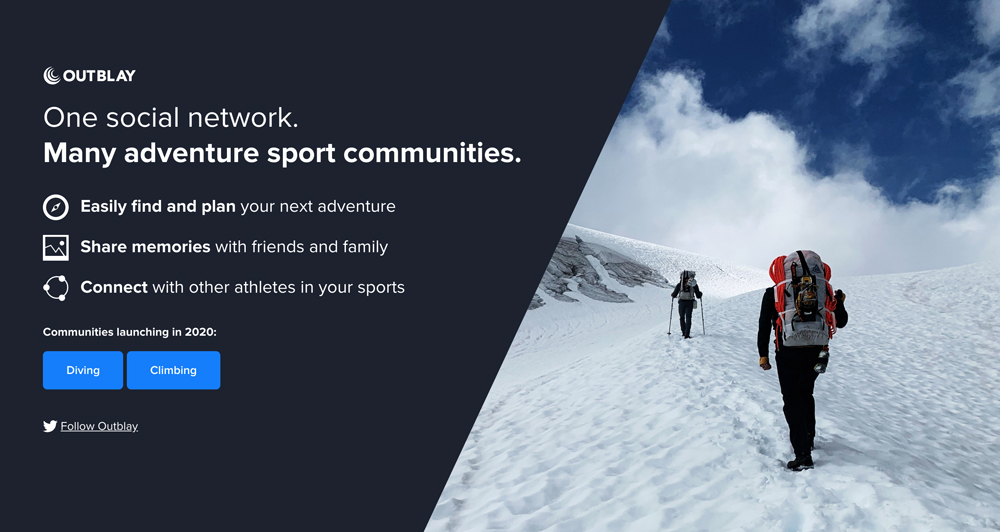 OUTBLAY
One social network.
Many adventure sport communities.
Easily find and plan your next adventure
Share memories with friends and family
Connect with other athletes in your sports
Communities launching in 2020:
Diving Climbing
Follow Outblay